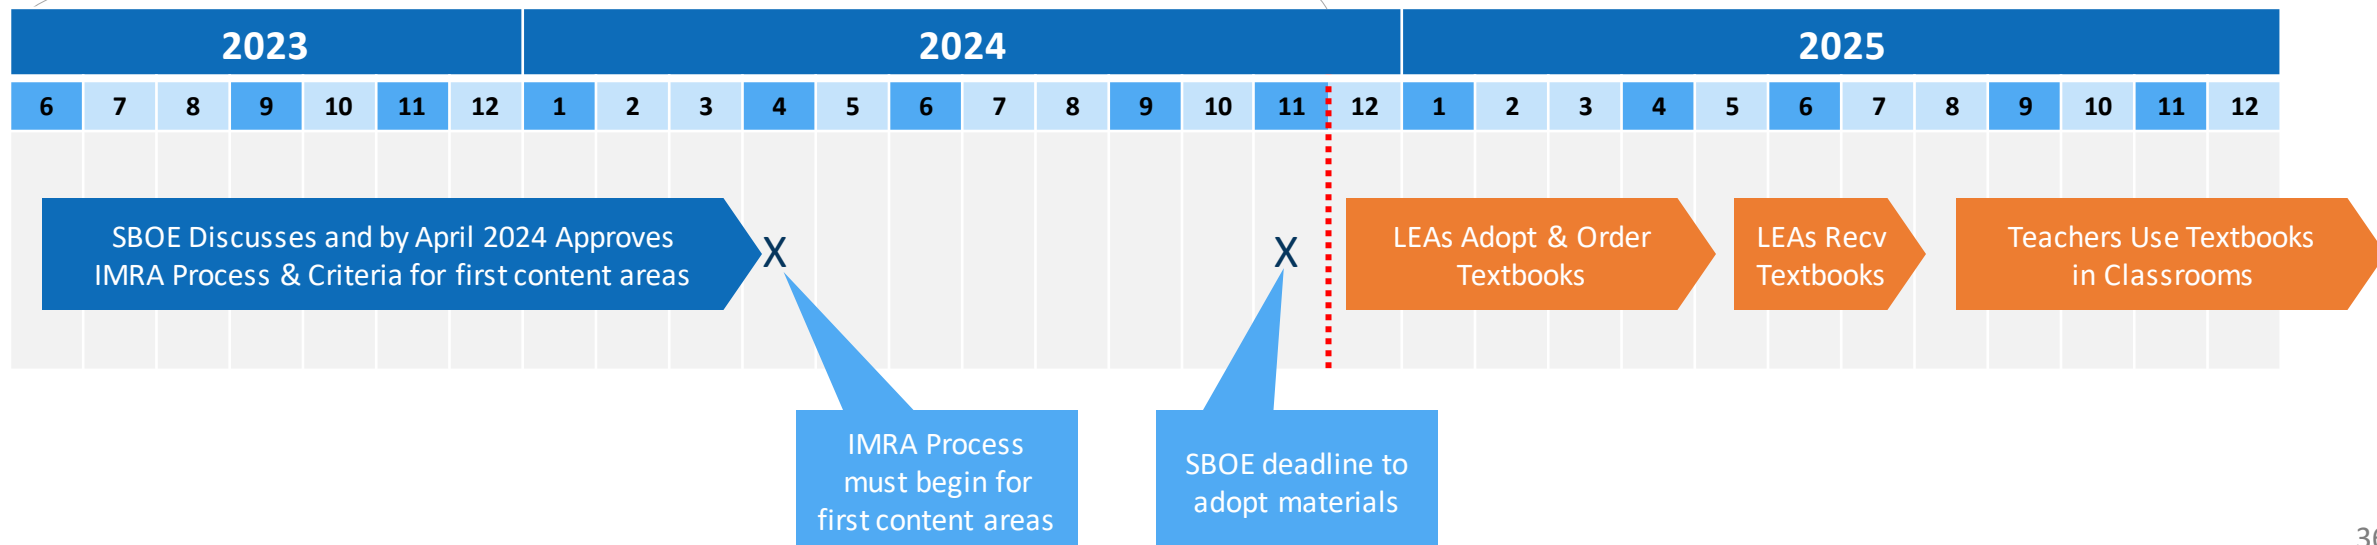 2023 2024 2025
6 7 8 9 10 11 12 1 2 3 4 5 6 7 8 9 10 11 12 1 2 3 4 5 6 7 8 9 10 11 12
SBOE Discusses and by April 2024 Approves
IMRA Process & Criteria for first content areas
X
X
LEAs Adopt & Order
Textbooks
LEAs Recv
Textbooks
Teachers Use Textbooks
in Classrooms
IMRA Process
must begin for
first content areas
SBOE deadline to
adopt materials